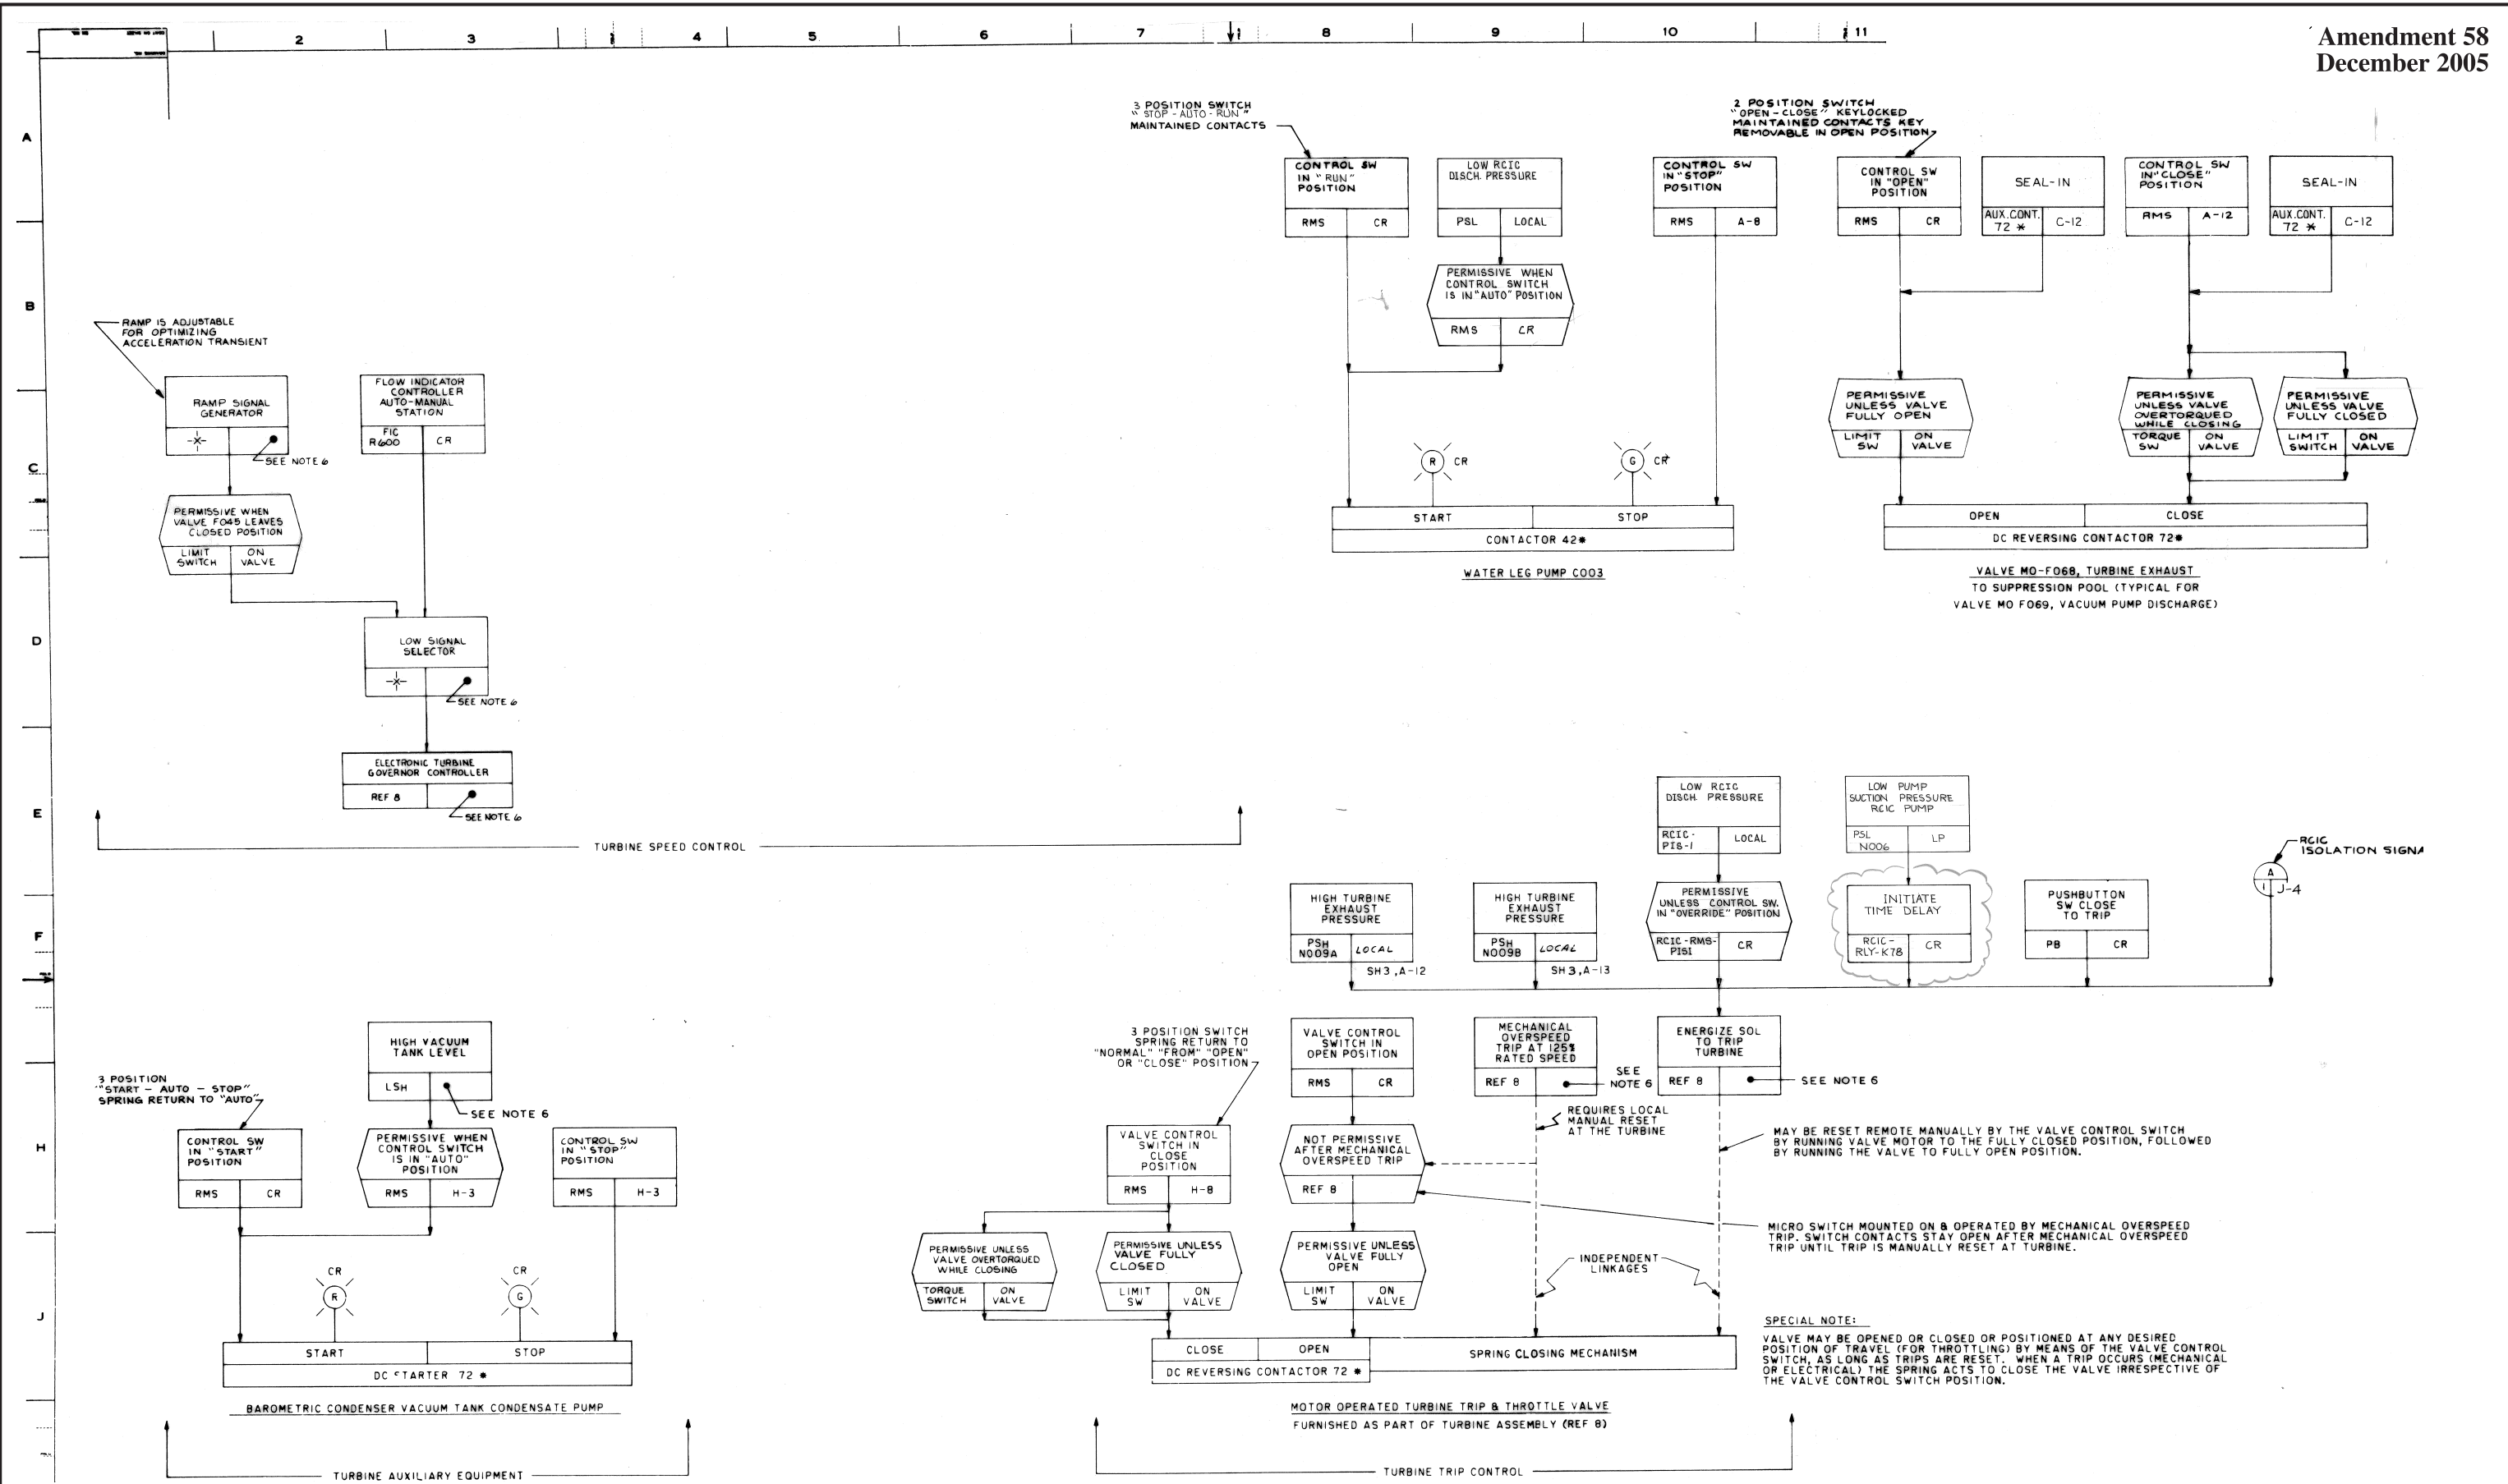 2
3
4
5
6
7
8
9
10
11
Amendment 58
December 2005
A
B
C
D
E
F
H
J
3 POSITION SWITCH
"STOP - AUTO - RUN"
MAINTAINED CONTACTS
CONTROL SW
IN "RUN"
POSITION
RMS CR
LOW RCIC
DISCH. PRESSURE
PSL LOCAL
PERMISSIVE WHEN
CONTROL SWITCH
IS IN "AUTO" POSITION
RMS CR
CONTROL SW
IN "STOP"
POSITION
RMS A-8
R CR
G CR
START STOP
CONTACTOR 42*
WATER LEG PUMP C003
2 POSITION SWITCH
"OPEN - CLOSE" KEYLOCKED
MAINTAINED CONTACTS KEY
REMOVABLE IN OPEN POSITION
CONTROL SW
IN "OPEN"
POSITION
RMS CR
SEAL-IN
AUX.CONT.
72 * C-12
CONTROL SW
IN "CLOSE"
POSITION
RMS A-12
SEAL-IN
AUX.CONT.
72 * C-12
PERMISSIVE
UNLESS VALVE
FULLY OPEN
LIMIT
SW
ON
VALVE
PERMISSIVE
UNLESS VALVE
OVERTORQUED
WHILE CLOSING
TORQUE
SW
ON
VALVE
PERMISSIVE
UNLESS VALVE
FULLY CLOSED
LIMIT
SWITCH
ON
VALVE
OPEN CLOSE
DC REVERSING CONTACTOR 72*
VALVE MO-F068, TURBINE EXHAUST
TO SUPPRESSION POOL (TYPICAL FOR
VALVE MO F069, VACUUM PUMP DISCHARGE)
RAMP IS ADJUSTABLE
FOR OPTIMIZING
ACCELERATION TRANSIENT
RAMP SIGNAL
GENERATOR
SEE NOTE 6
FLOW INDICATOR
CONTROLLER
AUTO-MANUAL
STATION
FIC
R600
CR
PERMISSIVE WHEN
VALVE F045 LEAVES
CLOSED POSITION
LIMIT
SWITCH
ON
VALVE
LOW SIGNAL
SELECTOR
SEE NOTE 6
ELECTRONIC TURBINE
GOVERNOR CONTROLLER
REF 8
SEE NOTE 6
TURBINE SPEED CONTROL
LOW RCIC
DISCH. PRESSURE
RCIC-
PIS-1
LOCAL
LOW PUMP
SUCTION PRESSURE
RCIC PUMP
PSL
N006
LP
RCIC
ISOLATION SIGNA
A
1
J-4
HIGH TURBINE
EXHAUST
PRESSURE
PSH
N009A
LOCAL
SH3, A-12
HIGH TURBINE
EXHAUST
PRESSURE
PSH
N009B
LOCAL
SH3, A-13
PERMISSIVE
UNLESS CONTROL SW.
IN "OVERRIDE" POSITION
RCIC-RMS-
PIS1
CR
INITIATE
TIME DELAY
RCIC-
RLY-K78
CR
PUSHBUTTON
SW CLOSE
TO TRIP
PB CR
3 POSITION SWITCH
SPRING RETURN TO
"NORMAL" "FROM" "OPEN"
OR "CLOSE" POSITION
VALVE CONTROL
SWITCH IN
OPEN POSITION
RMS CR
MECHANICAL
OVERSPEED
TRIP AT 125%
RATED SPEED
REF 8
SEE
NOTE 6
ENERGIZE SOL
TO TRIP
TURBINE
REF 8
SEE NOTE 6
REQUIRES LOCAL
MANUAL RESET
AT THE TURBINE
MAY BE RESET REMOTE MANUALLY BY THE VALVE CONTROL SWITCH
BY RUNNING VALVE MOTOR TO THE FULLY CLOSED POSITION, FOLLOWED
BY RUNNING THE VALVE TO FULLY OPEN POSITION.
VALVE CONTROL
SWITCH IN
CLOSE
POSITION
RMS H-8
NOT PERMISSIVE
AFTER MECHANICAL
OVERSPEED TRIP
REF 8
MICRO SWITCH MOUNTED ON & OPERATED BY MECHANICAL OVERSPEED
TRIP. SWITCH CONTACTS STAY OPEN AFTER MECHANICAL OVERSPEED
TRIP UNTIL TRIP IS MANUALLY RESET AT TURBINE.
PERMISSIVE UNLESS
VALVE OVERTORQUED
WHILE CLOSING
TORQUE
SWITCH
ON
VALVE
PERMISSIVE UNLESS
VALVE FULLY
CLOSED
LIMIT
SW
ON
VALVE
PERMISSIVE UNLESS
VALVE FULLY
OPEN
LIMIT
SW
ON
VALVE
INDEPENDENT
LINKAGES
CLOSE OPEN
SPRING CLOSING MECHANISM
DC REVERSING CONTACTOR 72 *
MOTOR OPERATED TURBINE TRIP & THROTTLE VALVE
FURNISHED AS PART OF TURBINE ASSEMBLY (REF 8)
TURBINE TRIP CONTROL
SPECIAL NOTE:
VALVE MAY BE OPENED OR CLOSED OR POSITIONED AT ANY DESIRED
POSITION OF TRAVEL (FOR THROTTLING) BY MEANS OF THE VALVE CONTROL
SWITCH, AS LONG AS TRIPS ARE RESET. WHEN A TRIP OCCURS (MECHANICAL
OR ELECTRICAL) THE SPRING ACTS TO CLOSE THE VALVE IRRESPECTIVE OF
THE VALVE CONTROL SWITCH POSITION.
3 POSITION
"START - AUTO - STOP"
SPRING RETURN TO "AUTO"
HIGH VACUUM
TANK LEVEL
LSH
SEE NOTE 6
CONTROL SW
IN "START"
POSITION
RMS CR
PERMISSIVE WHEN
CONTROL SWITCH
IS IN "AUTO"
POSITION
RMS H-3
CONTROL SW
IN "STOP"
POSITION
RMS H-3
CR
R
CR
G
START STOP
DC STARTER 72 *
BAROMETRIC CONDENSER VACUUM TANK CONDENSATE PUMP
TURBINE AUXILIARY EQUIPMENT